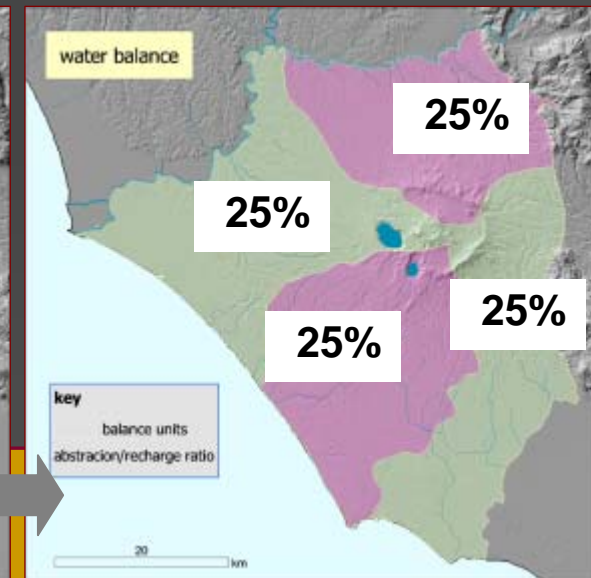 water balance
25%
25%
25%
25%
key
balance units
abstracion/recharge ratio
20
km